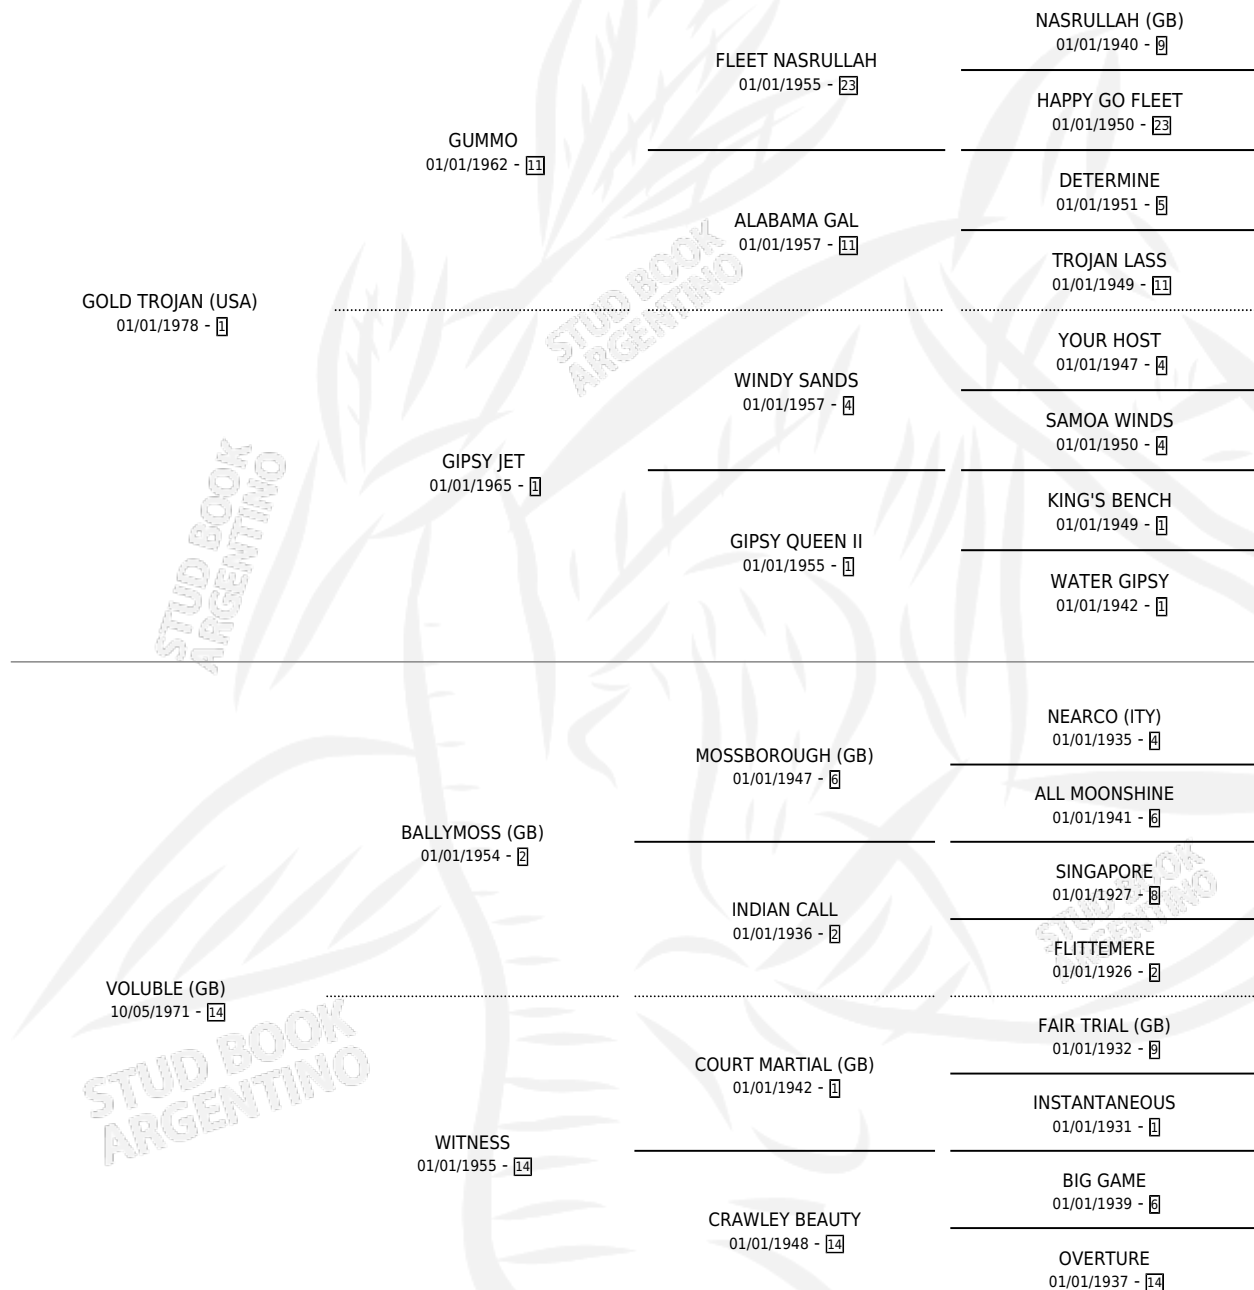 NASRULLAH (GB)
01/01/1940 - 9
FLEET NASRULLAH
01/01/1955 - 23
HAPPY GO FLEET
01/01/1950 - 23
GUMMO
01/01/1962 - 11
DETERMINE
01/01/1951 - 5
ALABAMA GAL
01/01/1957 - 11
TROJAN LASS
01/01/1949 - 11
GOLD TROJAN (USA)
01/01/1978 - 1
YOUR HOST
01/01/1947 - 4
WINDY SANDS
01/01/1957 - 4
SAMOA WINDS
01/01/1950 - 4
GIPSY JET
01/01/1965 - 1
KING'S BENCH
01/01/1949 - 1
GIPSY QUEEN II
01/01/1955 - 1
WATER GIPSY
01/01/1942 - 1
NEARCO (ITY)
01/01/1935 - 4
MOSSBOROUGH (GB)
01/01/1947 - 6
ALL MOONSHINE
01/01/1941 - 6
BALLYMOSS (GB)
01/01/1954 - 2
SINGAPORE
01/01/1927 - 8
INDIAN CALL
01/01/1936 - 2
FLITTEMERE
01/01/1926 - 2
VOLUBLE (GB)
10/05/1971 - 14
FAIR TRIAL (GB)
01/01/1932 - 9
COURT MARTIAL (GB)
01/01/1942 - 1
INSTANTANEOUS
01/01/1931 - 1
WITNESS
01/01/1955 - 14
BIG GAME
01/01/1939 - 6
CRAWLEY BEAUTY
01/01/1948 - 14
OVERTURE
01/01/1937 - 14
STUD BOOK
ARGENTINO
STUD BOOK
ARGENTINO
STUD BOOK
ARGENTINO
STUD BOOK
ARGENTINO